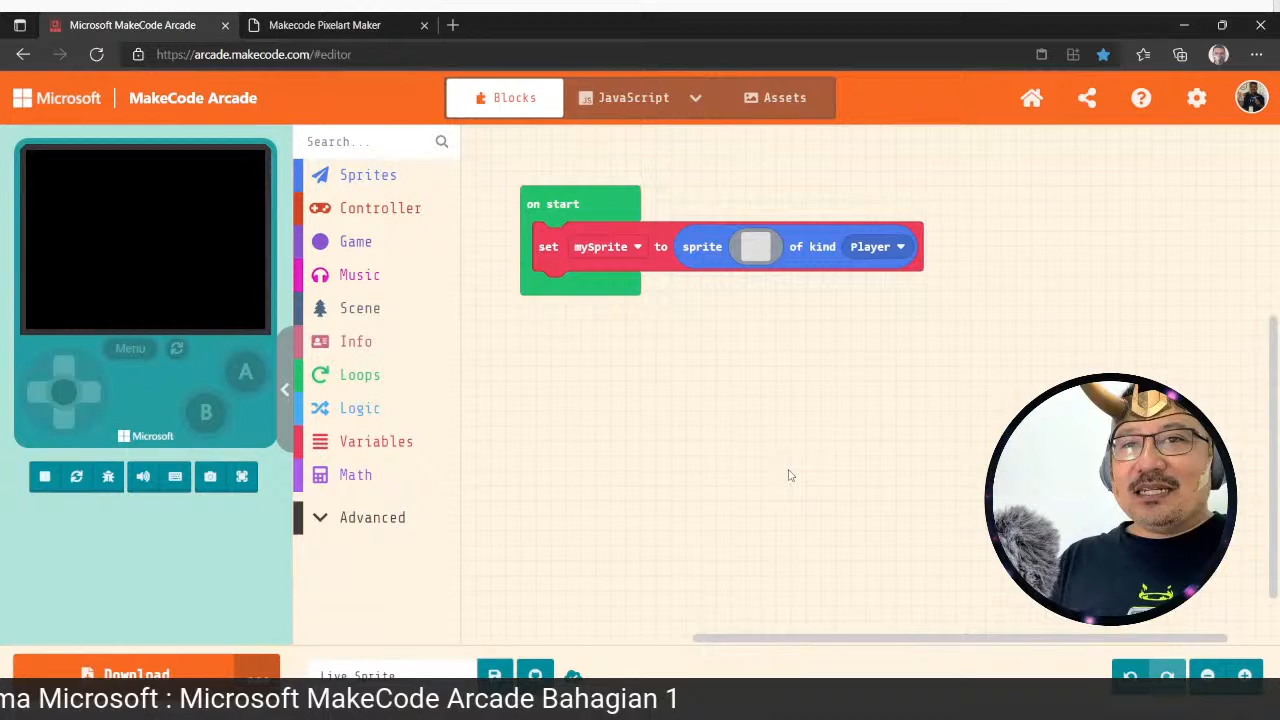 Microsoft MakeCode Arcade
Makecode Pixelart Maker
https://arcade.makecode.com/#editor
Microsoft
MakeCode Arcade
Blocks
JavaScript
Assets
Search...
Sprites
Controller
Game
Music
Scene
Info
Loops
Logic
Variables
Math
Advanced
on start
set mySprite to sprite of kind Player
Menu
A
B
Microsoft
Download
Live Sprite
ma Microsoft : Microsoft MakeCode Arcade Bahagian 1